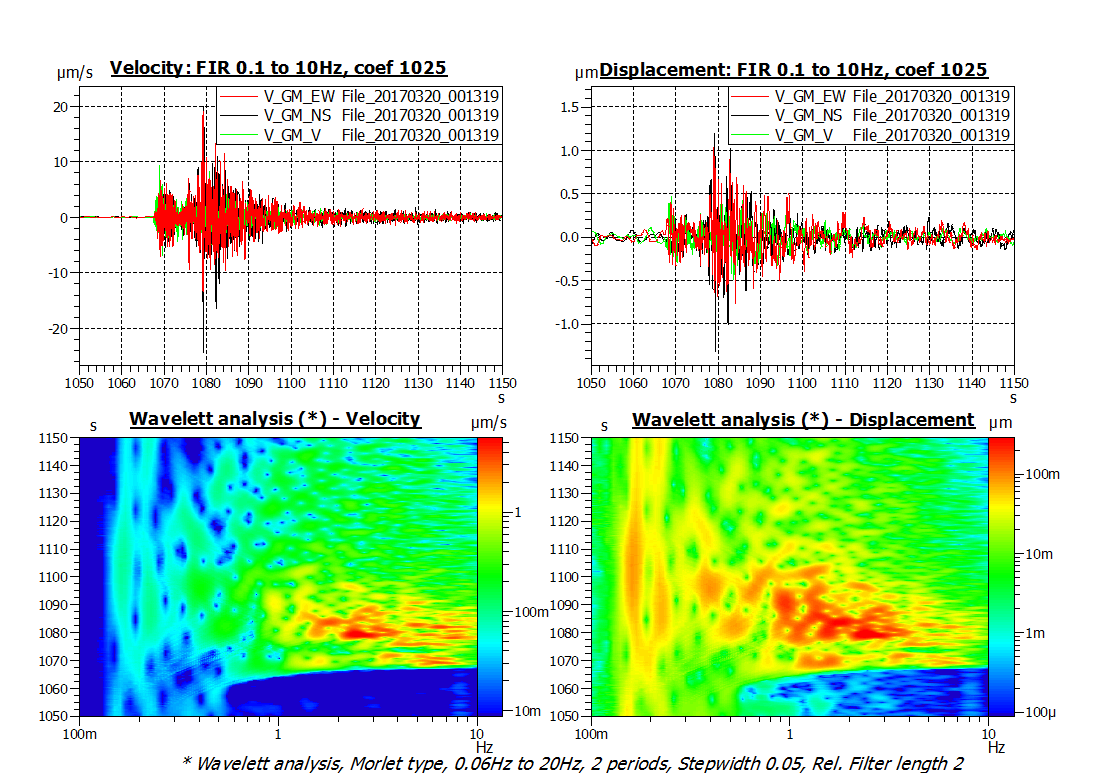 Velocity: FIR 0.1 to 10Hz, coef 1025
µm/s
V_GM_EW File_20170320_001319
V_GM_NS File_20170320_001319
V_GM_V File_20170320_001319
20
10
0
-10
-20
1050 1060 1070 1080 1090 1100 1110 1120 1130 1140 1150
s
Displacement: FIR 0.1 to 10Hz, coef 1025
µm
V_GM_EW File_20170320_001319
V_GM_NS File_20170320_001319
V_GM_V File_20170320_001319
1.5
1.0
0.5
0.0
-0.5
-1.0
1050 1060 1070 1080 1090 1100 1110 1120 1130 1140 1150
s
Wavelett analysis (*) - Velocity
s
µm/s
1150
1140
1130
1120
1110
1100
1090
1080
1070
1060
1050
100m 1 10
Hz
1
100m
10m
Wavelett analysis (*) - Displacement
s
µm
1150
1140
1130
1120
1110
1100
1090
1080
1070
1060
1050
100m 1 10
Hz
100m
10m
1m
100µ
* Wavelett analysis, Morlet type, 0.06Hz to 20Hz, 2 periods, Stepwidth 0.05, Rel. Filter length 2